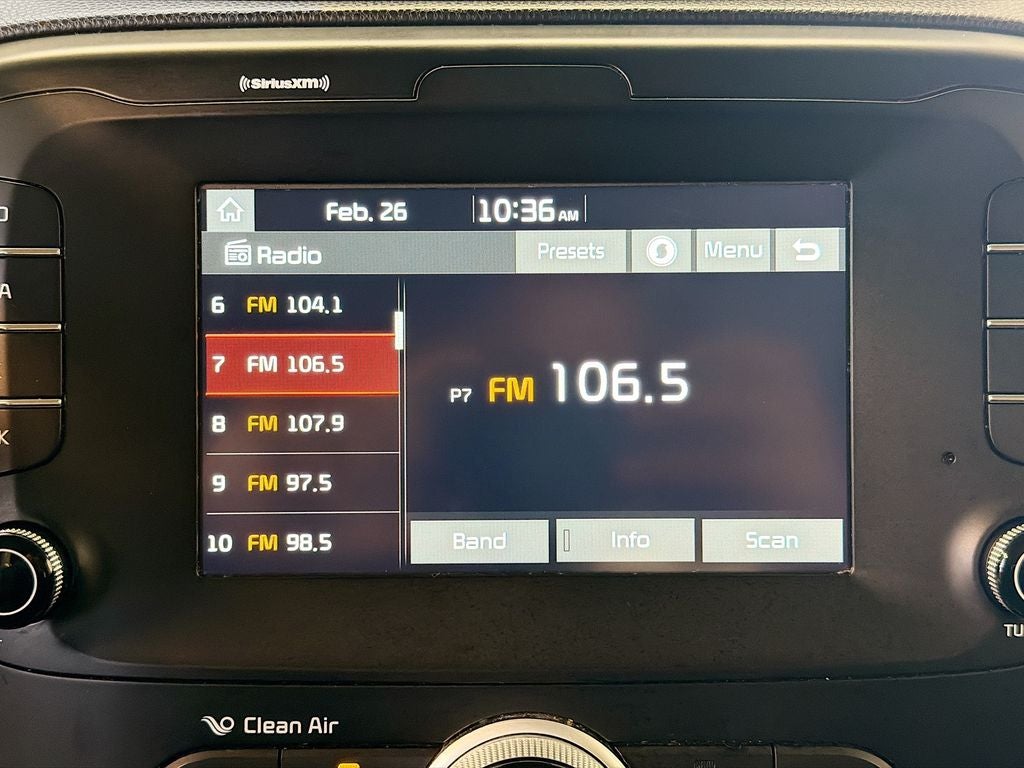 SiriusXM
Feb. 26 10:36 AM
Radio Presets Menu
6 FM 104.1
7 FM 106.5
8 FM 107.9
9 FM 97.5
10 FM 98.5
P7 FM 106.5
Band Info Scan
Clean Air